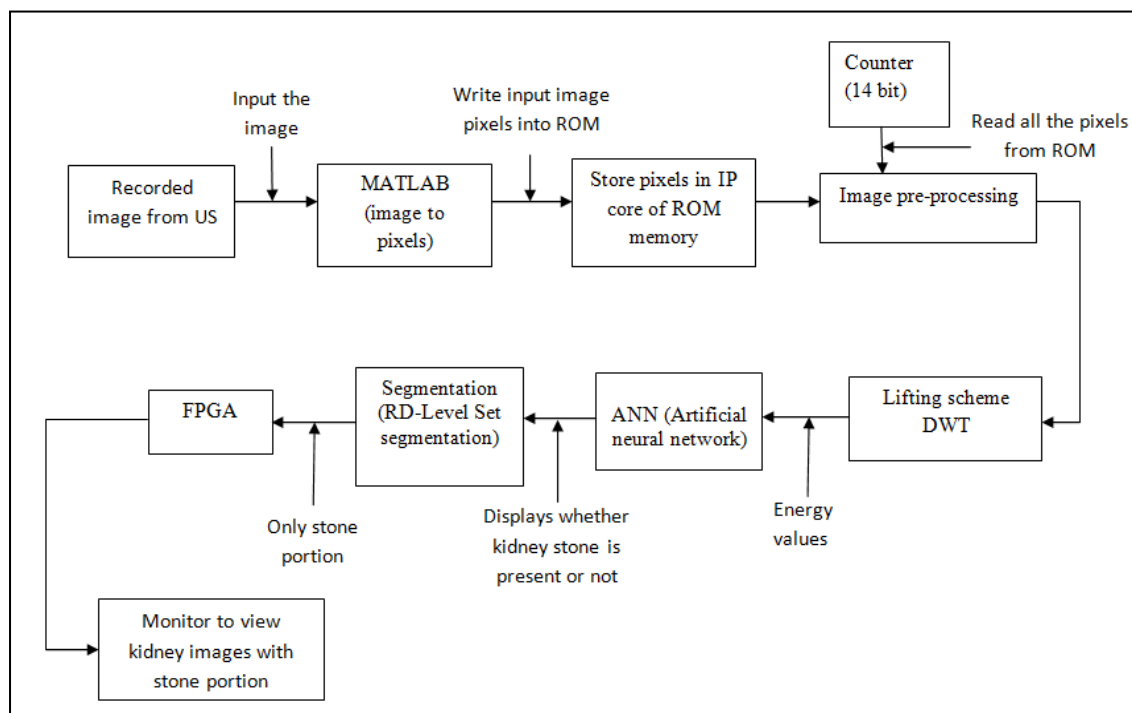 Counter
(14 bit)
Input the
image
Write input image
pixels into ROM
Read all the pixels
from ROM
Recorded
image from US
MATLAB
(image to
pixels)
Store pixels in IP
core of ROM
memory
Image pre-processing
FPGA
Segmentation
(RD-Level Set
segmentation)
ANN (Artificial
neural network)
Lifting scheme
DWT
Only stone
portion
Displays whether
kidney stone is
present or not
Energy
values
Monitor to view
kidney images with
stone portion